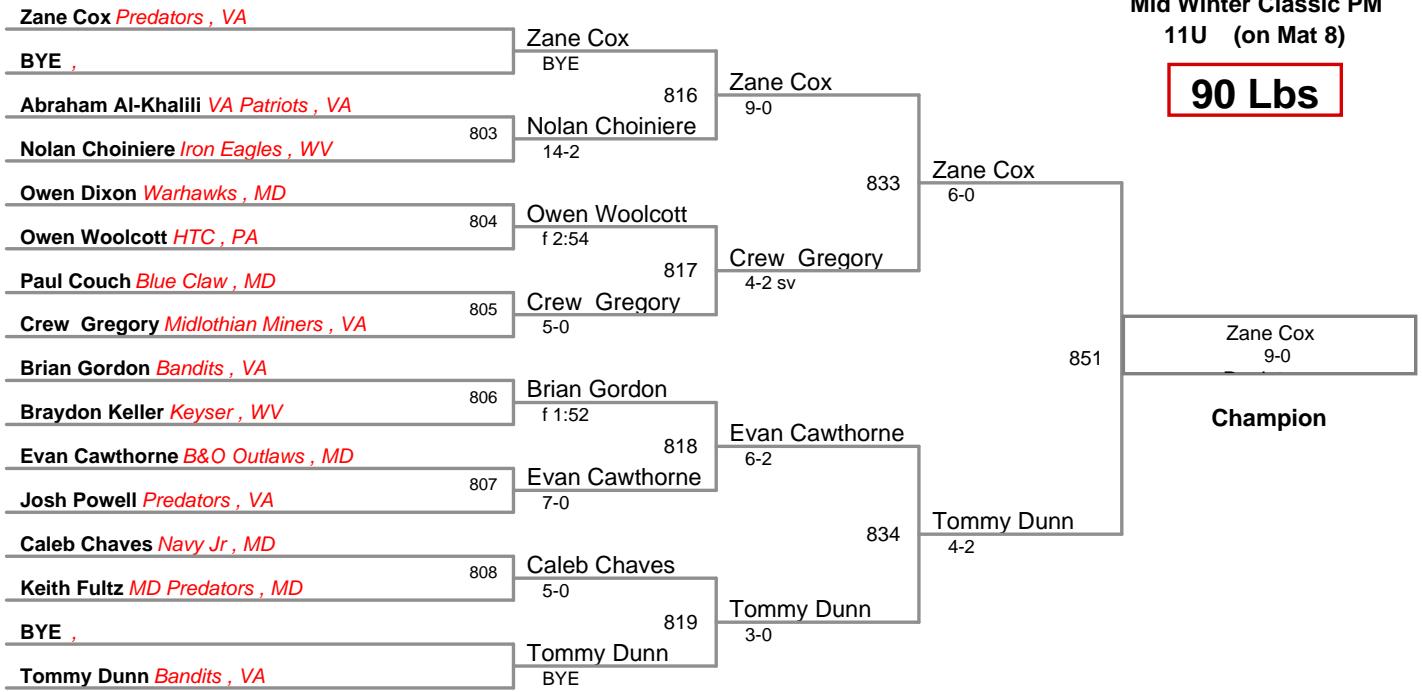 Mid Winter Classic PM
11U (on Mat 8)
90 Lbs
Zane Cox Predators , VA
BYE ,
Abraham Al-Khalili VA Patriots , VA
Nolan Choiniere Iron Eagles , WV
Owen Dixon Warhawks , MD
Owen Woolcott HTC , PA
Paul Couch Blue Claw , MD
Crew Gregory Midlothian Miners , VA
Brian Gordon Bandits , VA
Braydon Keller Keyser , WV
Evan Cawthorne B&O Outlaws , MD
Josh Powell Predators , VA
Caleb Chaves Navy Jr , MD
Keith Fultz MD Predators , MD
BYE ,
Tommy Dunn Bandits , VA
803
804
805
806
807
808
Zane Cox
BYE
Nolan Choiniere
14-2
Owen Woolcott
f 2:54
Crew Gregory
5-0
Brian Gordon
f 1:52
Evan Cawthorne
7-0
Caleb Chaves
5-0
Tommy Dunn
BYE
816
817
818
819
Zane Cox
9-0
Crew Gregory
4-2 sv
Evan Cawthorne
6-2
Tommy Dunn
3-0
833
834
Zane Cox
6-0
Tommy Dunn
4-2
851
Zane Cox
9-0
Champion